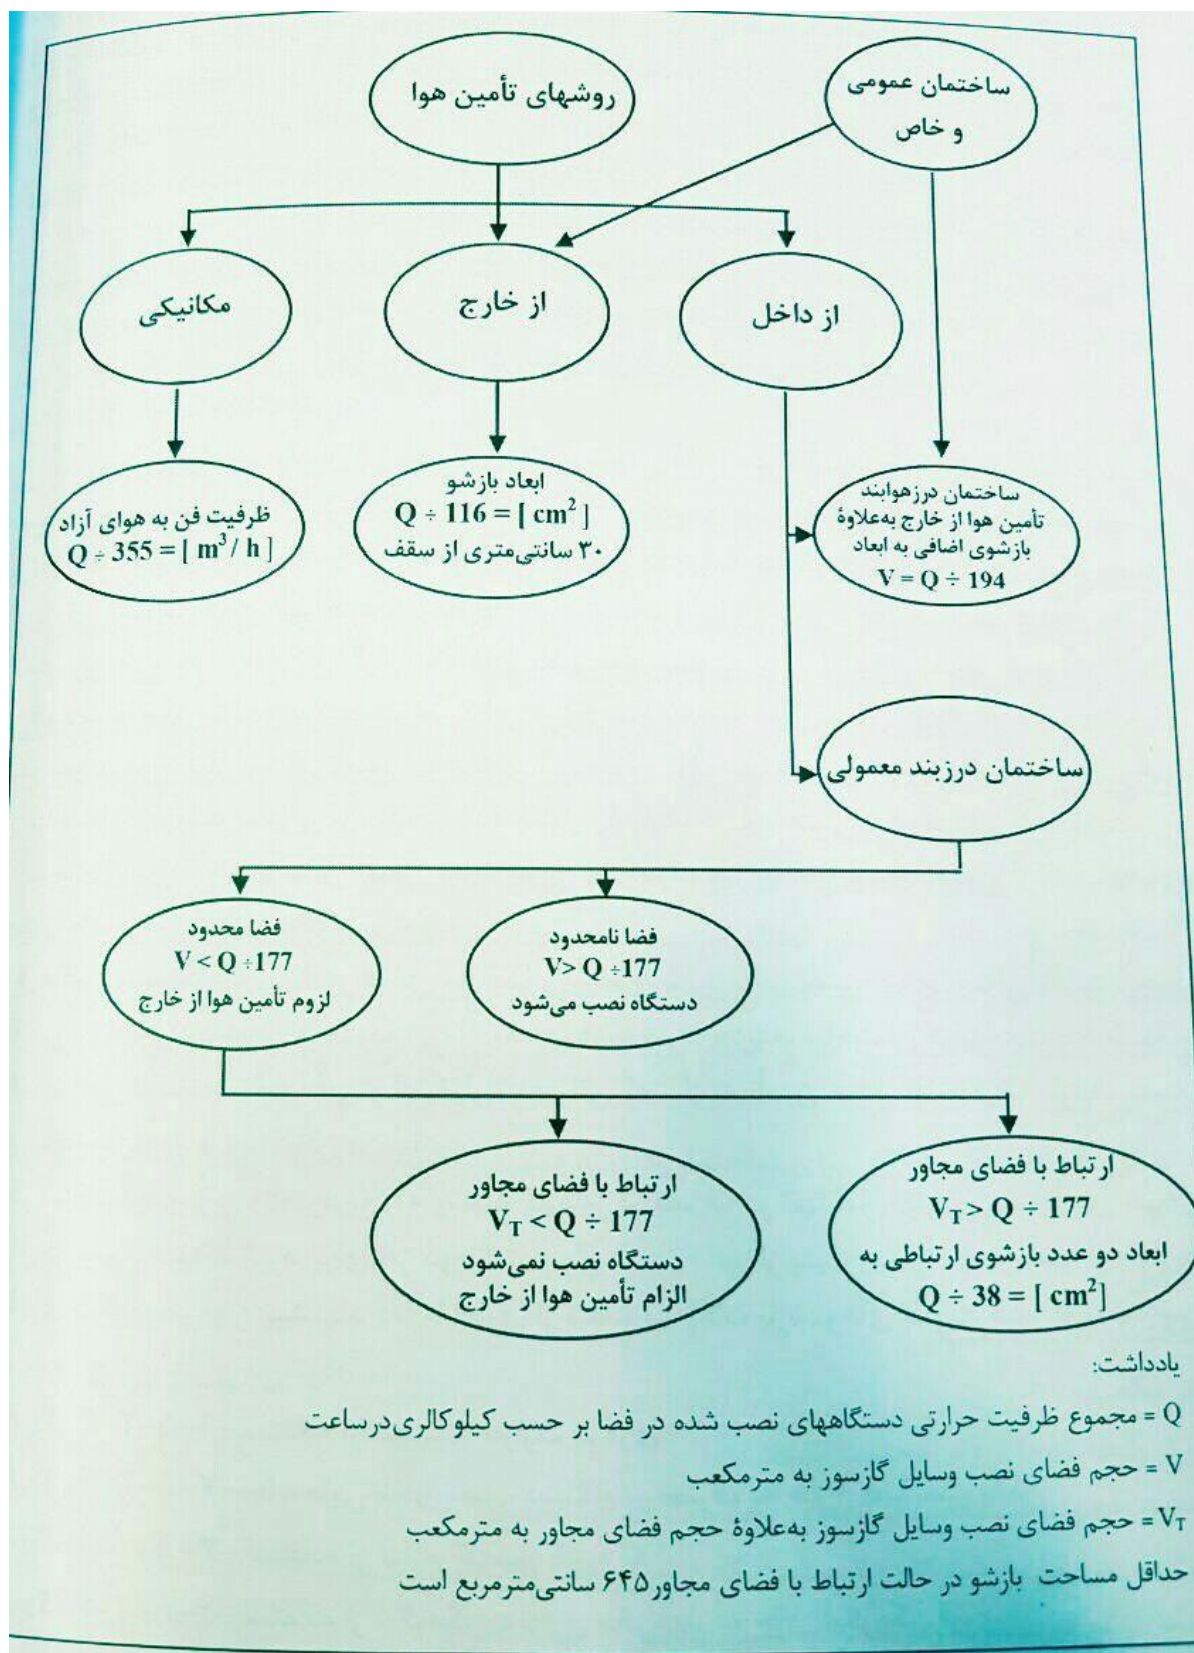 روشهای تأمین هوا
ساختمان عمومی
و خاص
مکانیکی
از خارج
از داخل
ظرفیت فن به هوای آزاد
Q ÷ 355 = [ m³ / h ]
ابعاد بازشو
Q ÷ 116 = [ cm² ]
۳۰ سانتی‌متری از سقف
ساختمان درزهوابند
تأمین هوا از خارج به‌علاوهٔ
بازشوی اضافی به ابعاد
V = Q ÷ 194
ساختمان درزبند معمولی
فضا محدود
V < Q ÷177
لزوم تأمین هوا از خارج
فضا نامحدود
V> Q ÷177
دستگاه نصب می‌شود
ارتباط با فضای مجاور
V_T < Q ÷ 177
دستگاه نصب نمی‌شود
الزام تأمین هوا از خارج
ارتباط با فضای مجاور
V_T > Q ÷ 177
ابعاد دو عدد بازشوی ارتباطی به
Q ÷ 38 = [ cm²]
یادداشت:
Q = مجموع ظرفیت حرارتی دستگاههای نصب شده در فضا بر حسب کیلوکالری‌درساعت
V = حجم فضای نصب وسایل گازسوز به مترمکعب
V_T = حجم فضای نصب وسایل گازسوز به‌علاوهٔ حجم فضای مجاور به مترمکعب
حداقل مساحت بازشو در حالت ارتباط با فضای مجاور ۶۴۵ سانتی‌مترمربع است